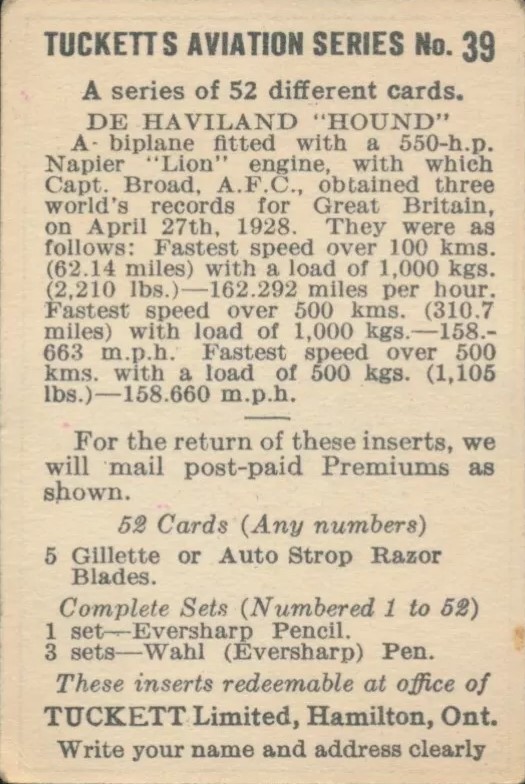 TUCKETTS AVIATION SERIES No. 39
A series of 52 different cards.
DE HAVILAND "HOUND"
A biplane fitted with a 550-h.p.
Napier "Lion" engine, with which
Capt. Broad, A.F.C., obtained three
world's records for Great Britain,
on April 27th, 1928. They were as
follows: Fastest speed over 100 kms.
(62.14 miles) with a load of 1,000 kgs.
(2,210 lbs.)—162.292 miles per hour.
Fastest speed over 500 kms. (310.7
miles) with load of 1,000 kgs.—158.-
663 m.p.h. Fastest speed over 500
kms. with a load of 500 kgs. (1,105
lbs.)—158.660 m.p.h.
For the return of these inserts, we
will mail post-paid Premiums as
shown.
52 Cards (Any numbers)
5 Gillette or Auto Strop Razor
Blades.
Complete Sets (Numbered 1 to 52)
1 set—Eversharp Pencil.
3 sets—Wahl (Eversharp) Pen.
These inserts redeemable at office of
TUCKETT Limited, Hamilton, Ont.
Write your name and address clearly